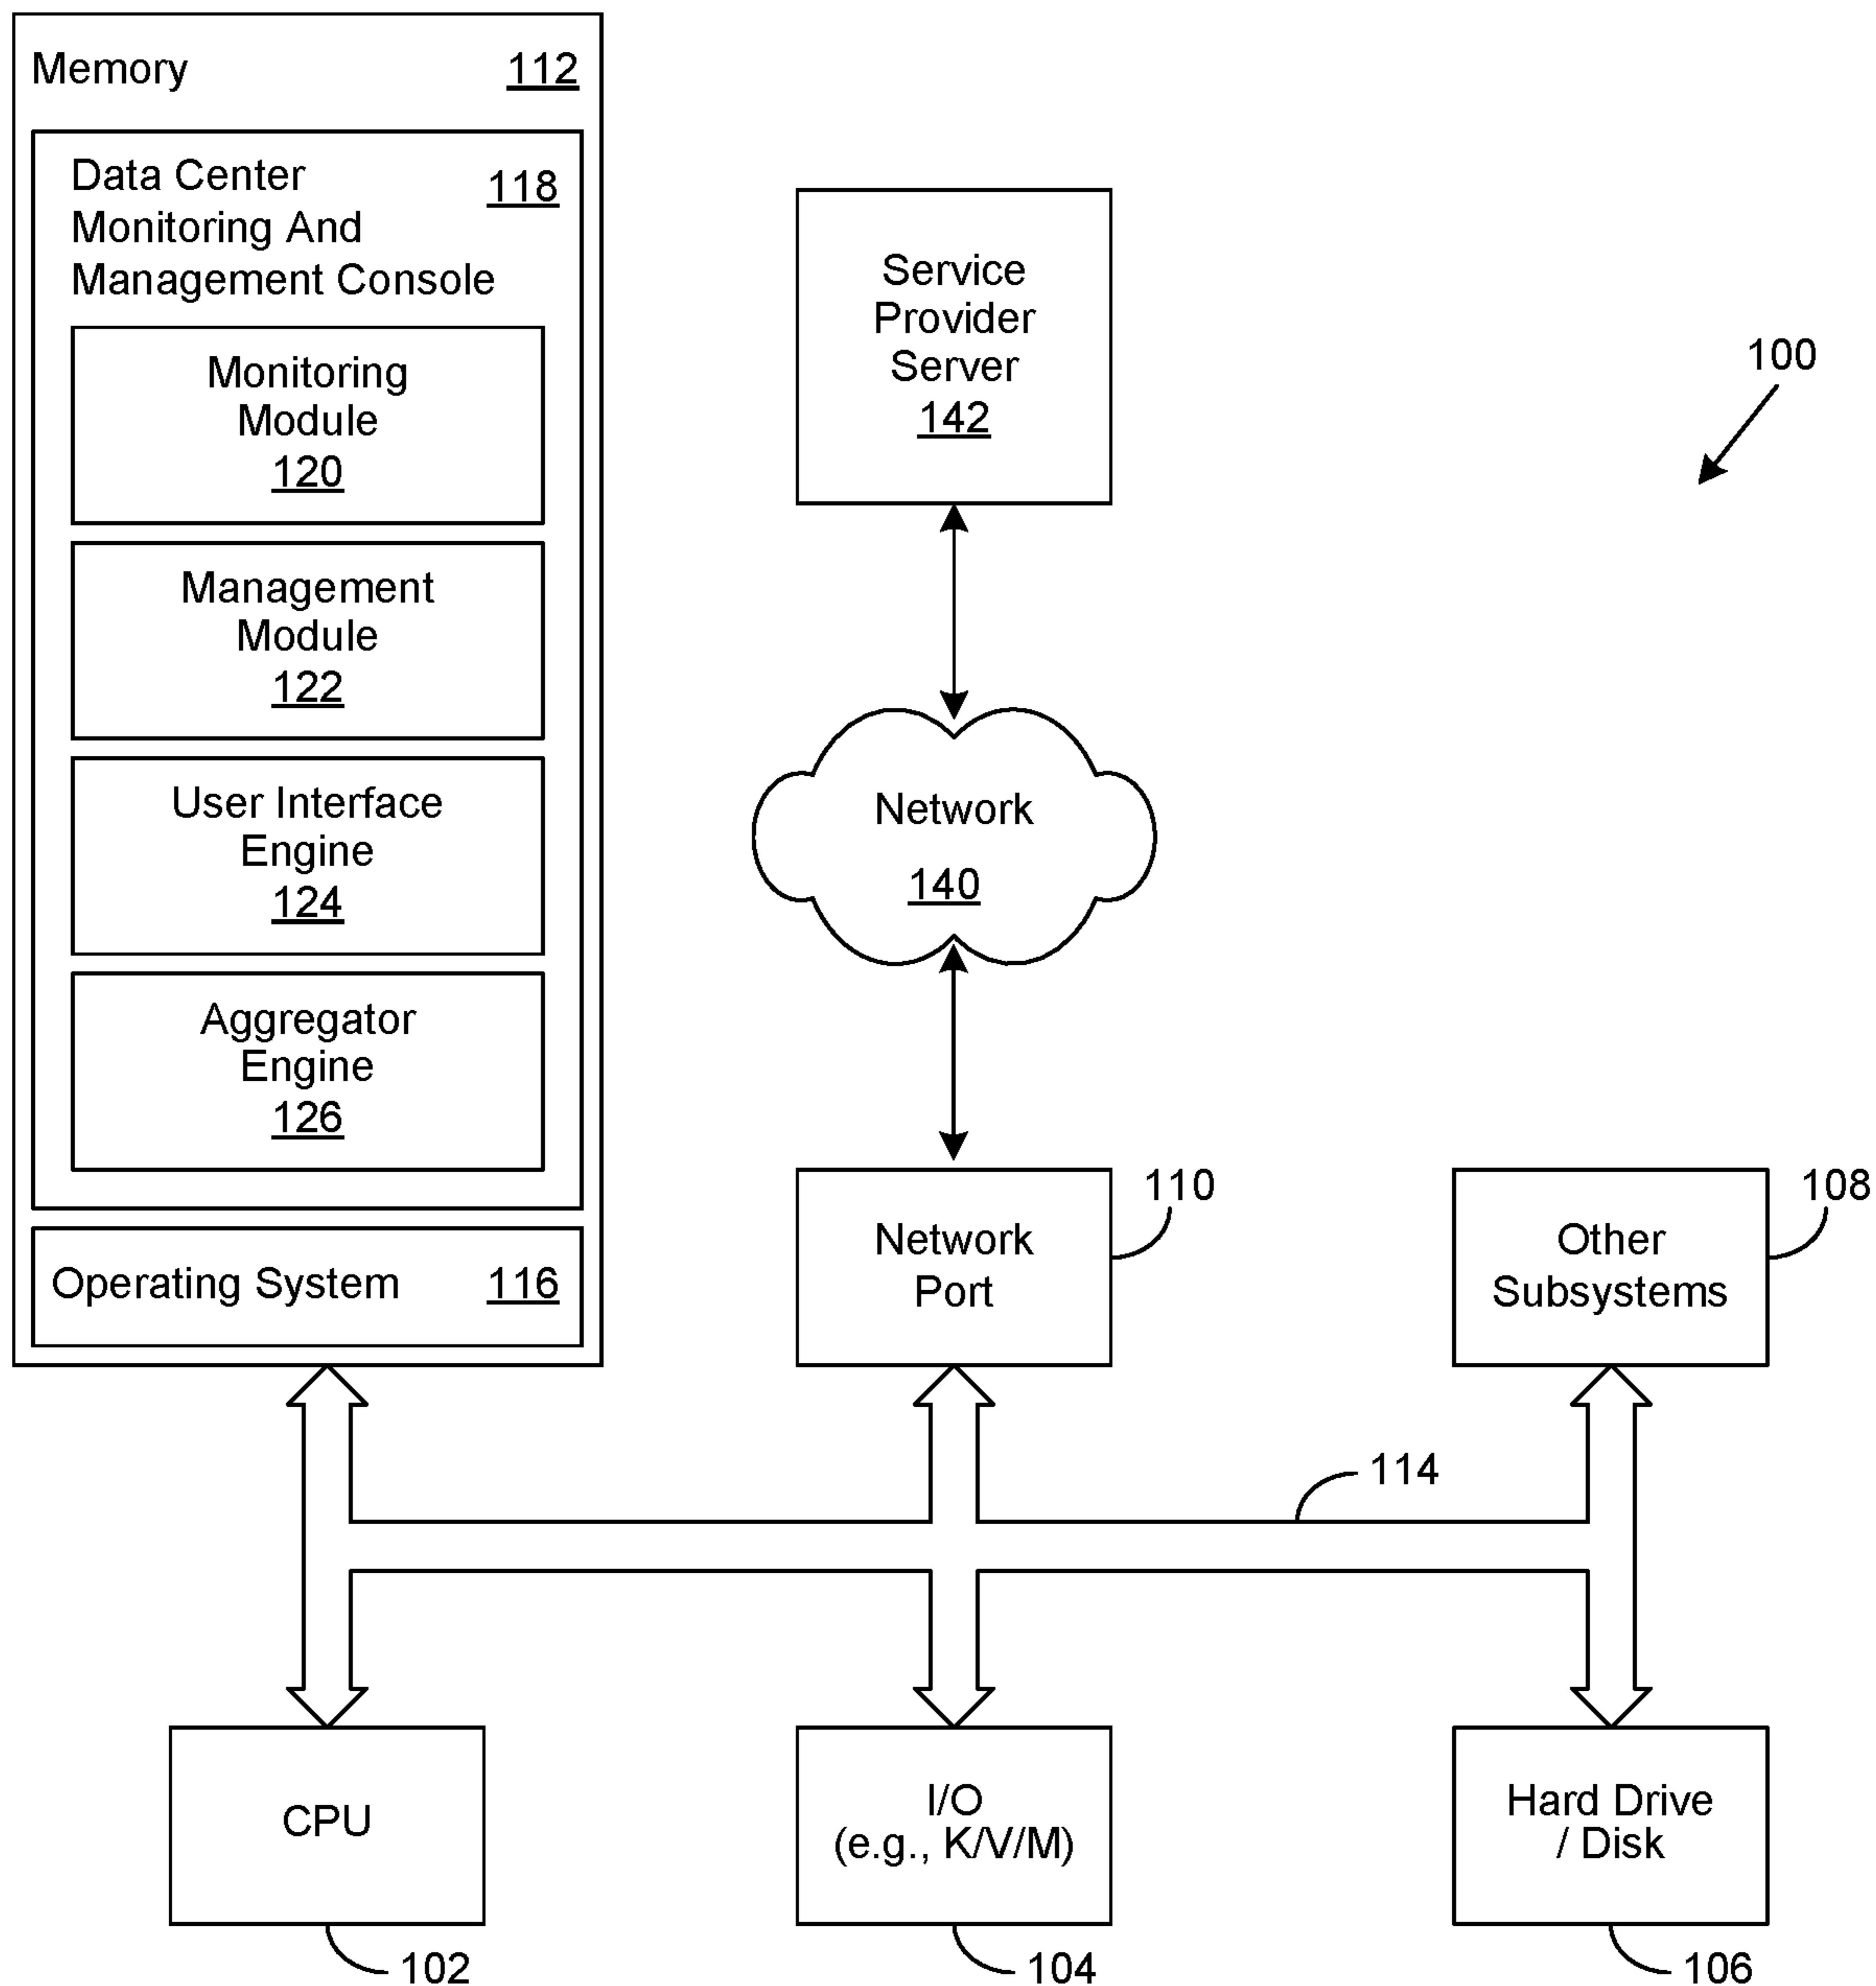 Memory 112
Data Center 118
Monitoring And
Management Console
Monitoring
Module
120
Management
Module
122
User Interface
Engine
124
Aggregator
Engine
126
Operating System 116
Service
Provider
Server
142
100
Network
140
Network
Port
110
Other
Subsystems
108
114
CPU
102
I/O
(e.g., K/V/M)
104
Hard Drive
/ Disk
106